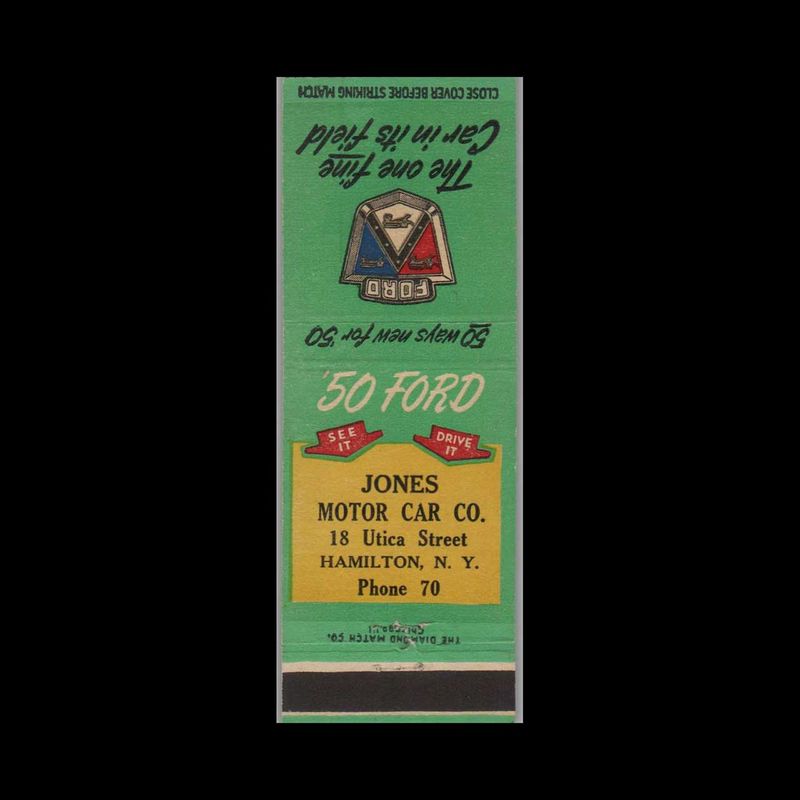 CLOSE COVER BEFORE STRIKING MATCH
The one fine
Car in its field
FORD
50 ways new for '50
'50 FORD
SEE IT
DRIVE IT
JONES
MOTOR CAR CO.
18 Utica Street
HAMILTON, N. Y.
Phone 70
THE DIAMOND MATCH CO.
Chicago, Ill